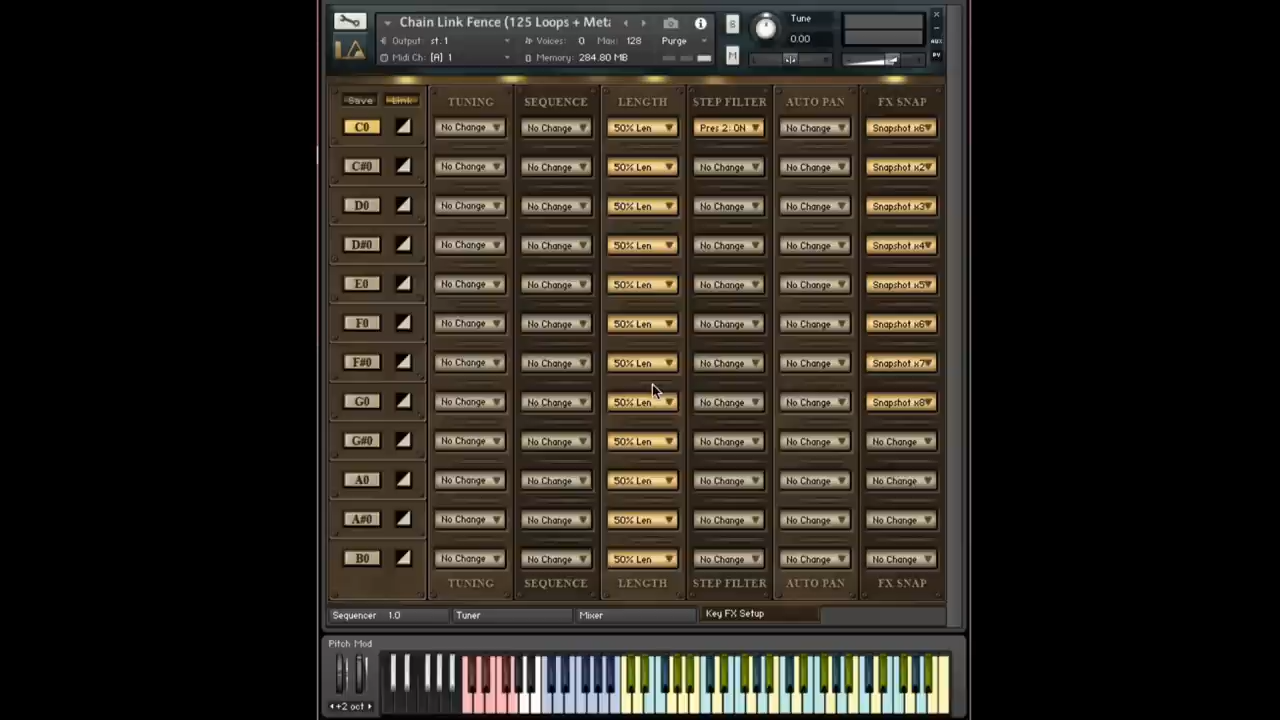 Chain Link Fence (125 Loops + Meta
Output: st.1 Voices: 0 Max: 128 Purge
Midi Ch: [A] 1 Memory: 284.80 MB
S
M
Tune
0.00
AUX
PV
LA
Save Link TUNING SEQUENCE LENGTH STEP FILTER AUTO PAN FX SNAP
C0 No Change No Change 50% Len Pres 2: ON No Change Snapshot x6
C#0 No Change No Change 50% Len No Change No Change Snapshot x2
D0 No Change No Change 50% Len No Change No Change Snapshot x3
D#0 No Change No Change 50% Len No Change No Change Snapshot x4
E0 No Change No Change 50% Len No Change No Change Snapshot x5
F0 No Change No Change 50% Len No Change No Change Snapshot x6
F#0 No Change No Change 50% Len No Change No Change Snapshot x7
G0 No Change No Change 50% Len No Change No Change Snapshot x8
G#0 No Change No Change 50% Len No Change No Change No Change
A0 No Change No Change 50% Len No Change No Change No Change
A#0 No Change No Change 50% Len No Change No Change No Change
B0 No Change No Change 50% Len No Change No Change No Change
TUNING SEQUENCE LENGTH STEP FILTER AUTO PAN FX SNAP
Sequencer 1.0 Tuner Mixer Key FX Setup
Pitch Mod
+2 oct